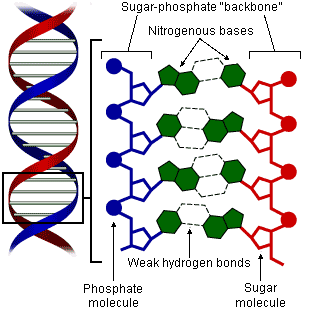 Sugar-phosphate "backbone"
Nitrogenous bases
Weak hydrogen bonds
Phosphate
molecule
Sugar
molecule